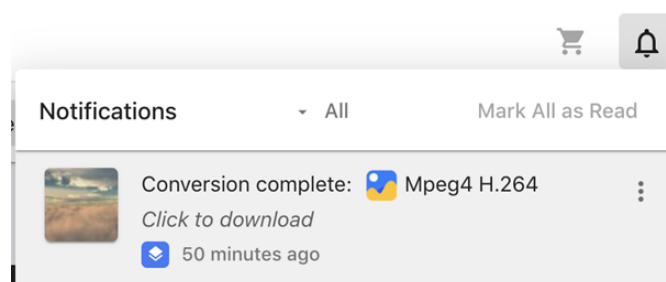 Notifications
All
Mark All as Read
Conversion complete: Mpeg4 H.264
Click to download
50 minutes ago